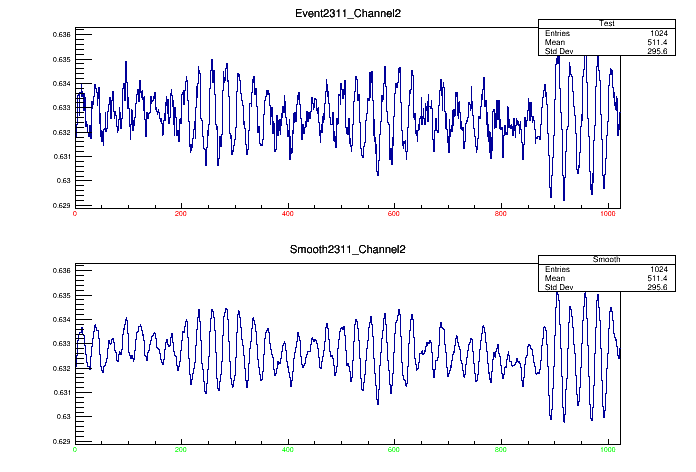 Event2311_Channel2
Test
Entries 1024
Mean 511.4
Std Dev 295.6
0.636
0.635
0.634
0.633
0.632
0.631
0.63
0.629
0 200 400 600 800 1000
Smooth2311_Channel2
Smooth
Entries 1024
Mean 511.4
Std Dev 295.6
0.636
0.635
0.634
0.633
0.632
0.631
0.63
0.629
0 200 400 600 800 1000